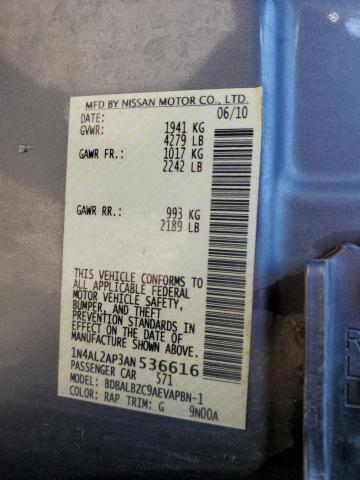 MFD BY NISSAN MOTOR CO., LTD.
DATE: 06/10
GVWR: 1941 KG
4279 LB
GAWR FR.: 1017 KG
2242 LB
GAWR RR.: 993 KG
2189 LB
THIS VEHICLE CONFORMS TO
ALL APPLICABLE FEDERAL
MOTOR VEHICLE SAFETY,
BUMPER, AND THEFT
PREVENTION STANDARDS IN
EFFECT ON THE DATE OF
MANUFACTURE SHOWN ABOVE.
1N4AL2AP3AN536616
PASSENGER CAR 571
MODEL: BDBALBZC9AEVAPBN-1
COLOR: RAP TRIM: G 9N00A